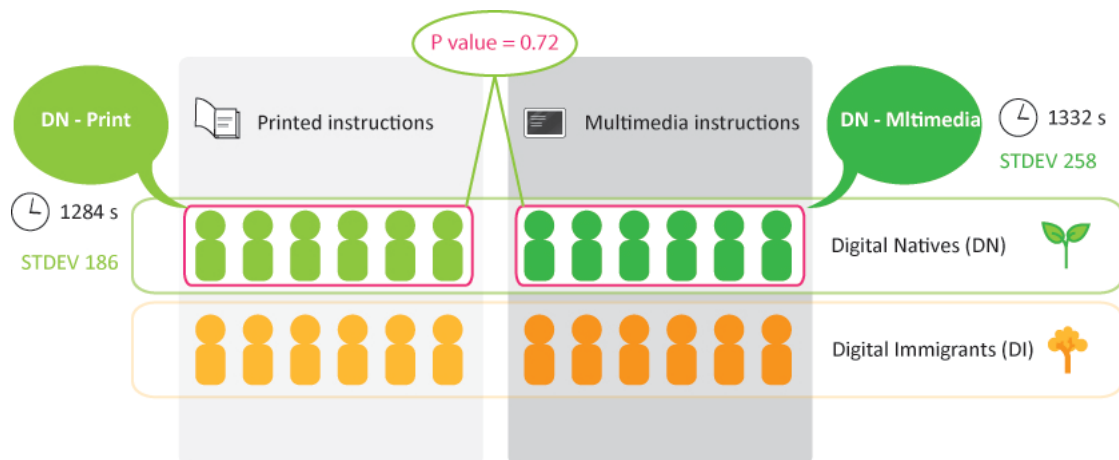 P value = 0.72
DN - Print
Printed instructions
Multimedia instructions
DN - Mltimedia
1332 s
STDEV 258
1284 s
STDEV 186
Digital Natives (DN)
Digital Immigrants (DI)